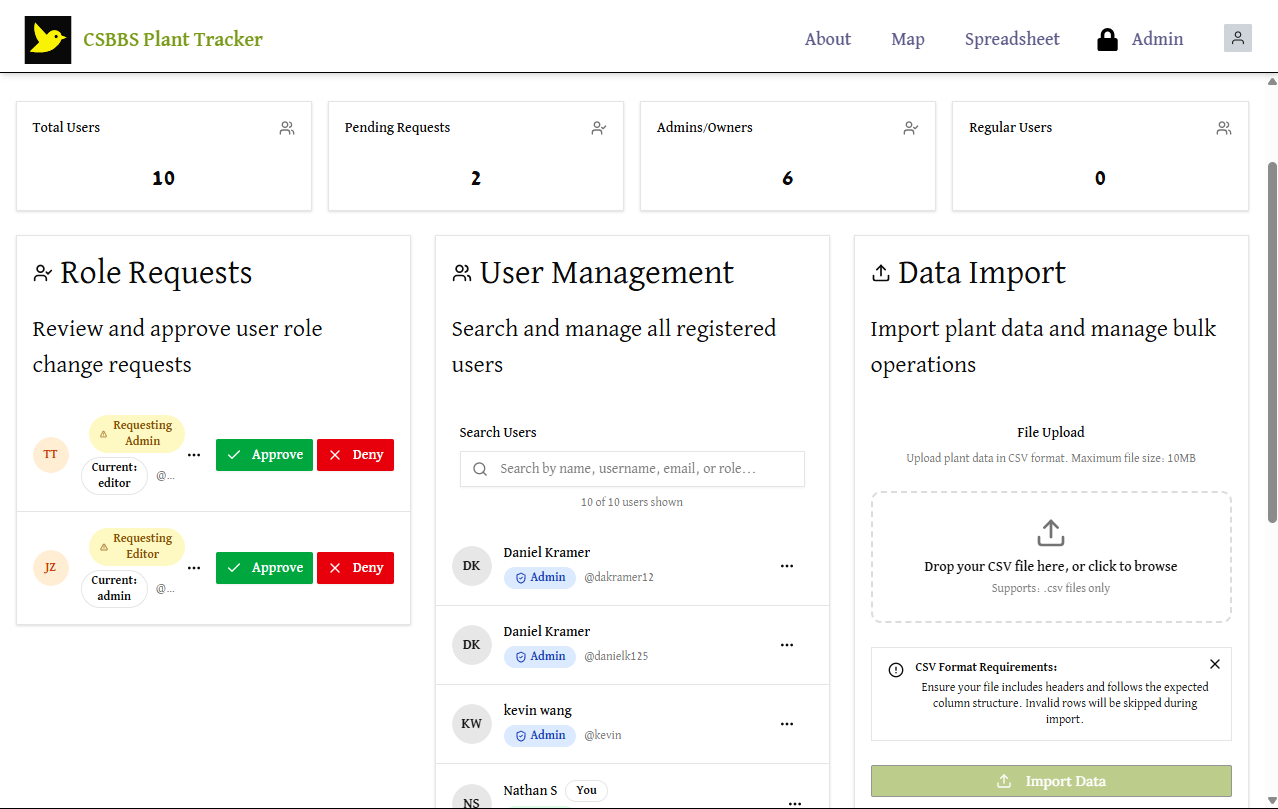 CSBBS Plant Tracker
About
Map
Spreadsheet
Admin
Total Users
10
Pending Requests
2
Admins/Owners
6
Regular Users
0
Role Requests
Review and approve user role
change requests
TT
Requesting
Admin
Current:
editor
@...
...
Approve
Deny
JZ
Requesting
Editor
Current:
admin
@...
...
Approve
Deny
User Management
Search and manage all registered
users
Search Users
Search by name, username, email, or role...
10 of 10 users shown
DK
Daniel Kramer
Admin
@dakramer12
DK
Daniel Kramer
Admin
@danielk125
KW
kevin wang
Admin
@kevin
NS
Nathan S
You
Data Import
Import plant data and manage bulk
operations
File Upload
Upload plant data in CSV format. Maximum file size: 10MB
Drop your CSV file here, or click to browse
Supports: .csv files only
CSV Format Requirements:
Ensure your file includes headers and follows the expected
column structure. Invalid rows will be skipped during
import.
Import Data